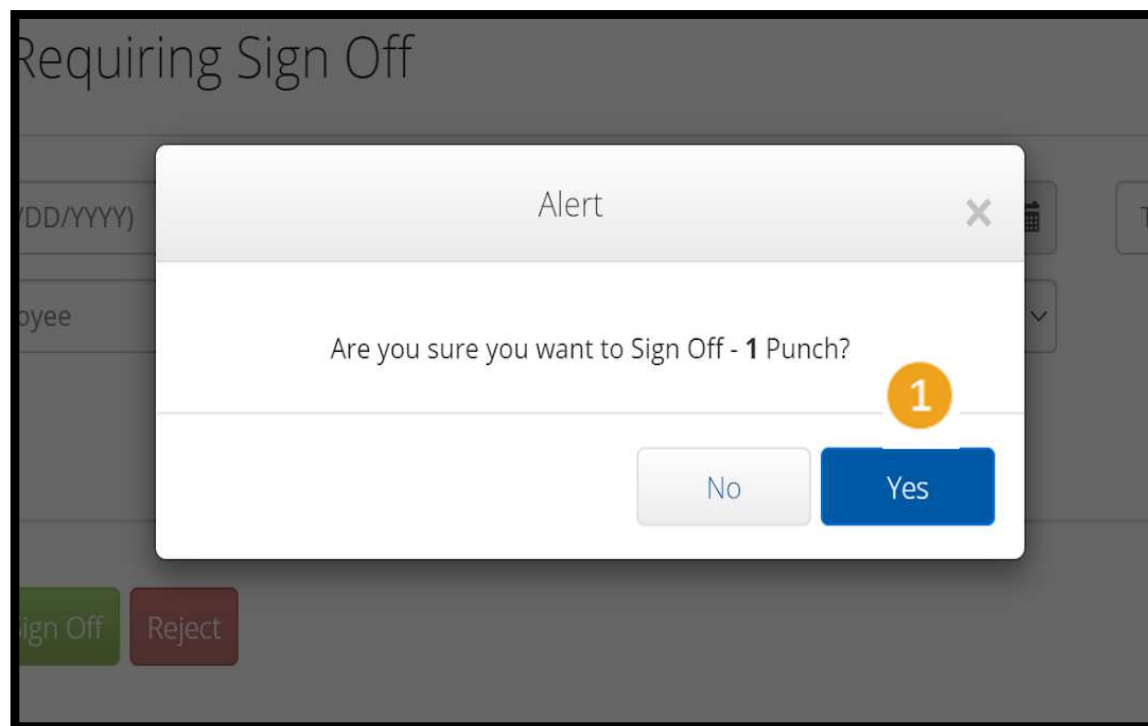 Requiring Sign Off
Alert
/DD/YYYY)
oyee
Are you sure you want to Sign Off - 1 Punch?
1
No
Yes
Sign Off
Reject